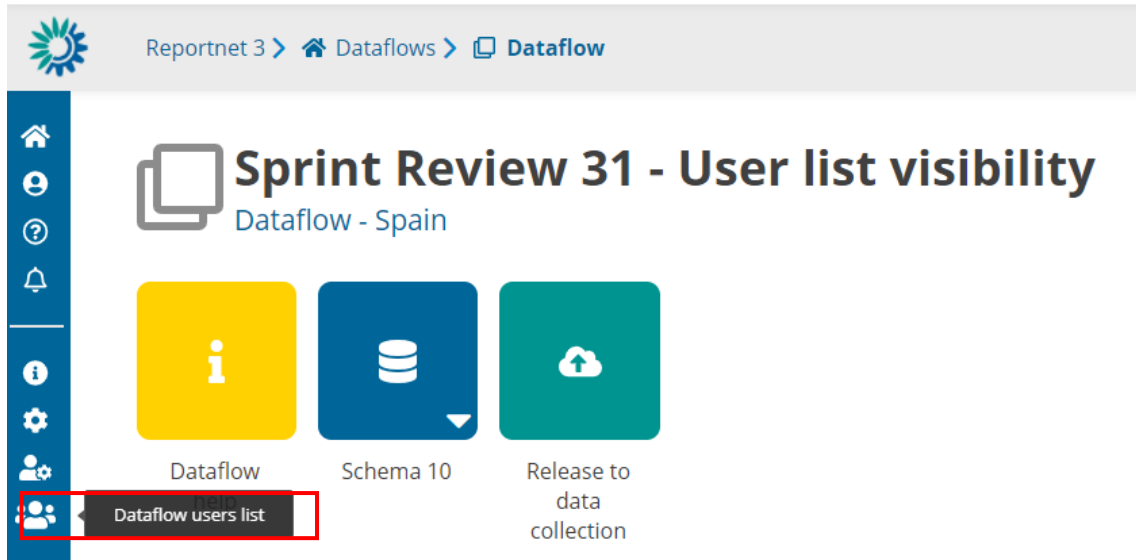 Reportnet 3 > Dataflows > Dataflow
Sprint Review 31 - User list visibility
Dataflow - Spain
Dataflow
help
Schema 10
Release to
data
collection
Dataflow users list